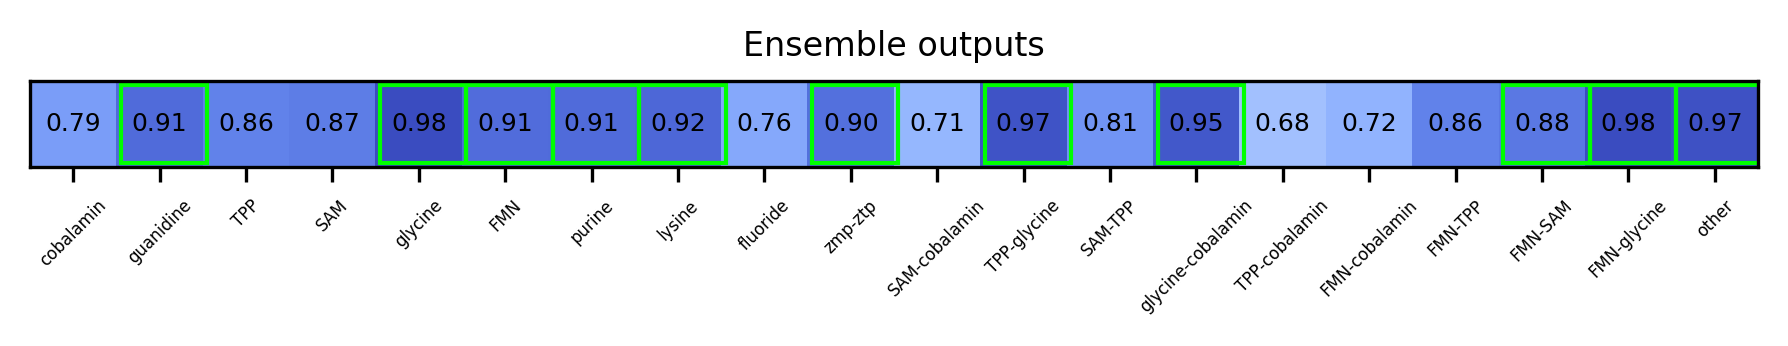 Ensemble outputs
0.79 0.91 0.86 0.87 0.98 0.91 0.91 0.92 0.76 0.90 0.71 0.97 0.81 0.95 0.68 0.72 0.86 0.88 0.98 0.97
cobalamin guanidine TPP SAM glycine FMN purine lysine fluoride zmp-ztp SAM-cobalamin TPP-glycine SAM-TPP glycine-cobalamin TPP-cobalamin FMN-cobalamin FMN-TPP FMN-SAM FMN-glycine other